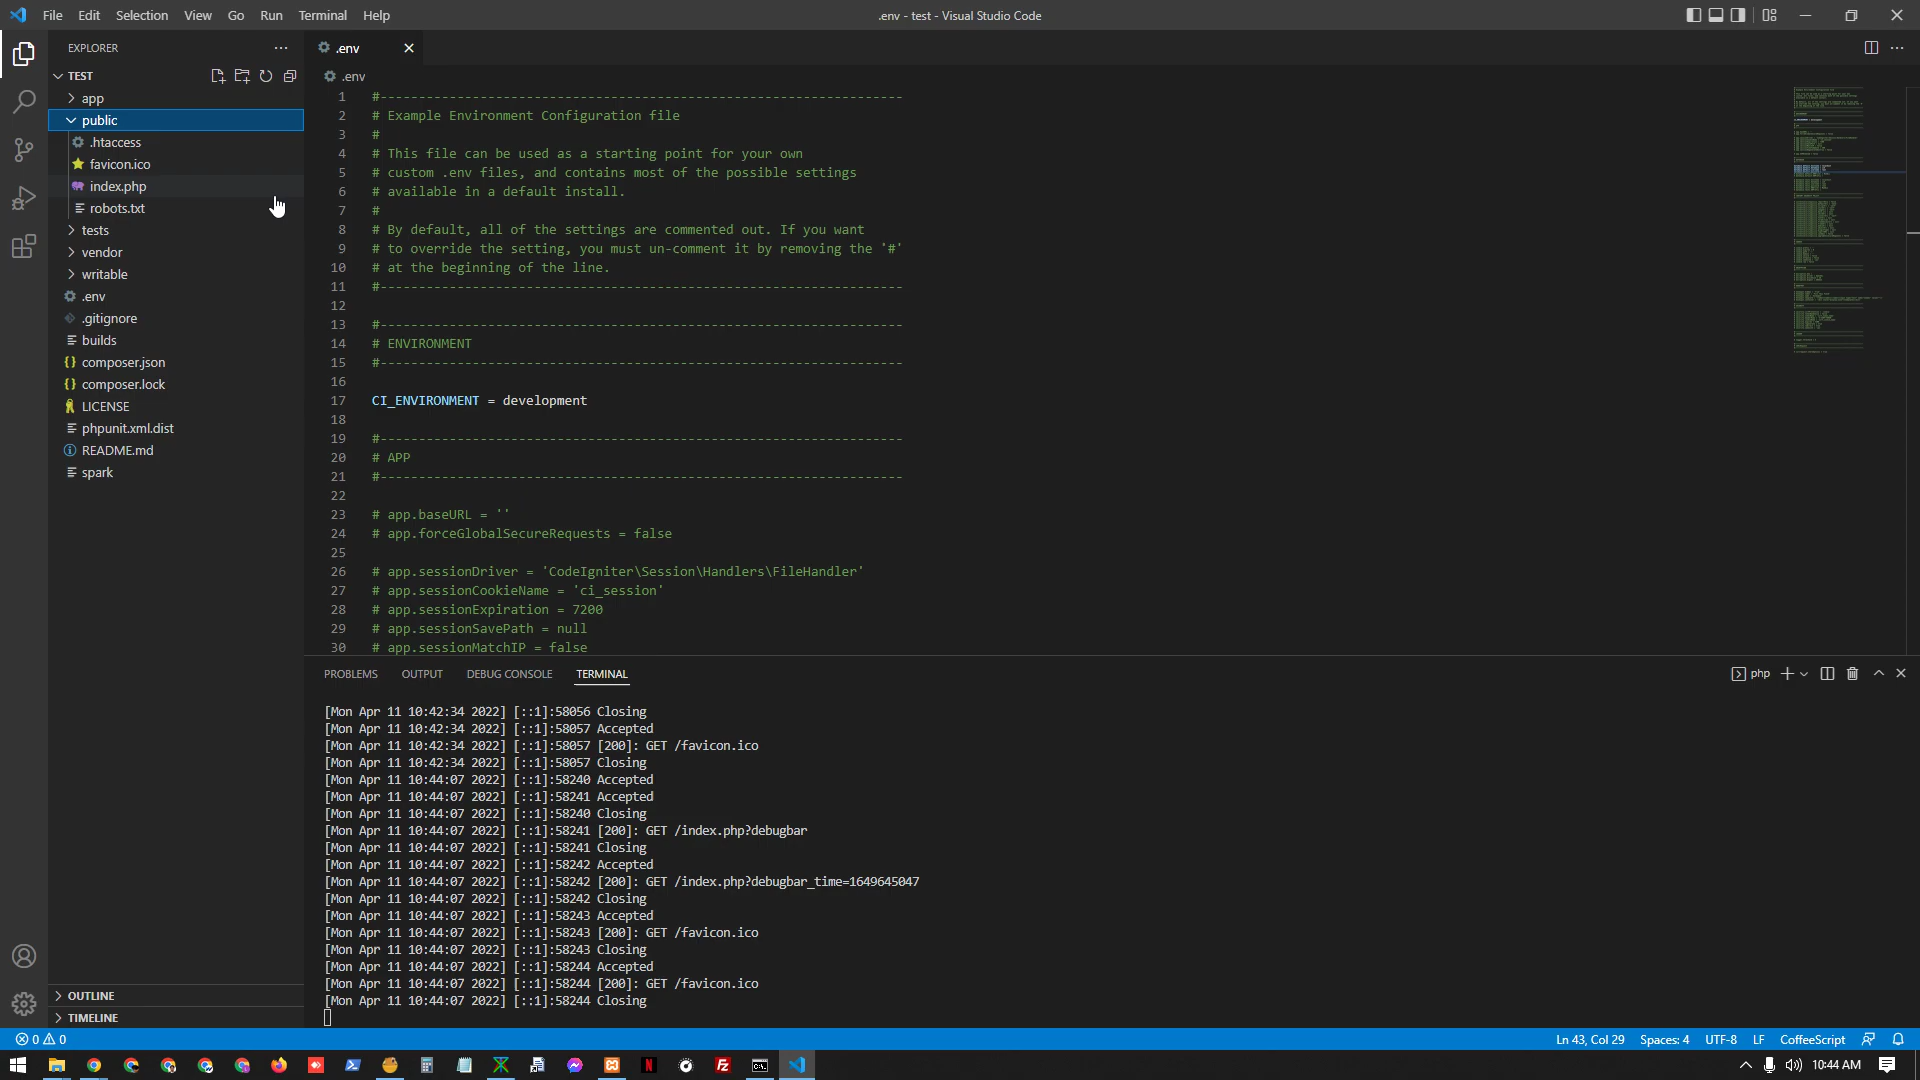 File Edit Selection View Go Run Terminal Help
.env - test - Visual Studio Code
EXPLORER
TEST
app
public
.htaccess
favicon.ico
index.php
robots.txt
tests
vendor
writable
.env
.gitignore
builds
composer.json
composer.lock
LICENSE
phpunit.xml.dist
README.md
spark
OUTLINE
TIMELINE
.env
.env
1 #--------------------------------------------------------------------
2 # Example Environment Configuration file
3 #
4 # This file can be used as a starting point for your own
5 # custom .env files, and contains most of the possible settings
6 # available in a default install.
7 #
8 # By default, all of the settings are commented out. If you want
9 # to override the setting, you must un-comment it by removing the '#'
10 # at the beginning of the line.
11 #--------------------------------------------------------------------
12
13 #--------------------------------------------------------------------
14 # ENVIRONMENT
15 #--------------------------------------------------------------------
16
17 CI_ENVIRONMENT = development
18
19 #--------------------------------------------------------------------
20 # APP
21 #--------------------------------------------------------------------
22
23 # app.baseURL = ''
24 # app.forceGlobalSecureRequests = false
25
26 # app.sessionDriver = 'CodeIgniter\Session\Handlers\FileHandler'
27 # app.sessionCookieName = 'ci_session'
28 # app.sessionExpiration = 7200
29 # app.sessionSavePath = null
30 # app.sessionMatchIP = false
PROBLEMS OUTPUT DEBUG CONSOLE TERMINAL
php
[Mon Apr 11 10:42:34 2022] [::1]:58056 Closing
[Mon Apr 11 10:42:34 2022] [::1]:58057 Accepted
[Mon Apr 11 10:42:34 2022] [::1]:58057 [200]: GET /favicon.ico
[Mon Apr 11 10:42:34 2022] [::1]:58057 Closing
[Mon Apr 11 10:44:07 2022] [::1]:58240 Accepted
[Mon Apr 11 10:44:07 2022] [::1]:58241 Accepted
[Mon Apr 11 10:44:07 2022] [::1]:58240 Closing
[Mon Apr 11 10:44:07 2022] [::1]:58241 [200]: GET /index.php?debugbar
[Mon Apr 11 10:44:07 2022] [::1]:58241 Closing
[Mon Apr 11 10:44:07 2022] [::1]:58242 Accepted
[Mon Apr 11 10:44:07 2022] [::1]:58242 [200]: GET /index.php?debugbar_time=1649645047
[Mon Apr 11 10:44:07 2022] [::1]:58242 Closing
[Mon Apr 11 10:44:07 2022] [::1]:58243 Accepted
[Mon Apr 11 10:44:07 2022] [::1]:58243 [200]: GET /favicon.ico
[Mon Apr 11 10:44:07 2022] [::1]:58243 Closing
[Mon Apr 11 10:44:07 2022] [::1]:58244 Accepted
[Mon Apr 11 10:44:07 2022] [::1]:58244 [200]: GET /favicon.ico
[Mon Apr 11 10:44:07 2022] [::1]:58244 Closing
0 0
Ln 43, Col 29 Spaces: 4 UTF-8 LF CoffeeScript
10:44 AM